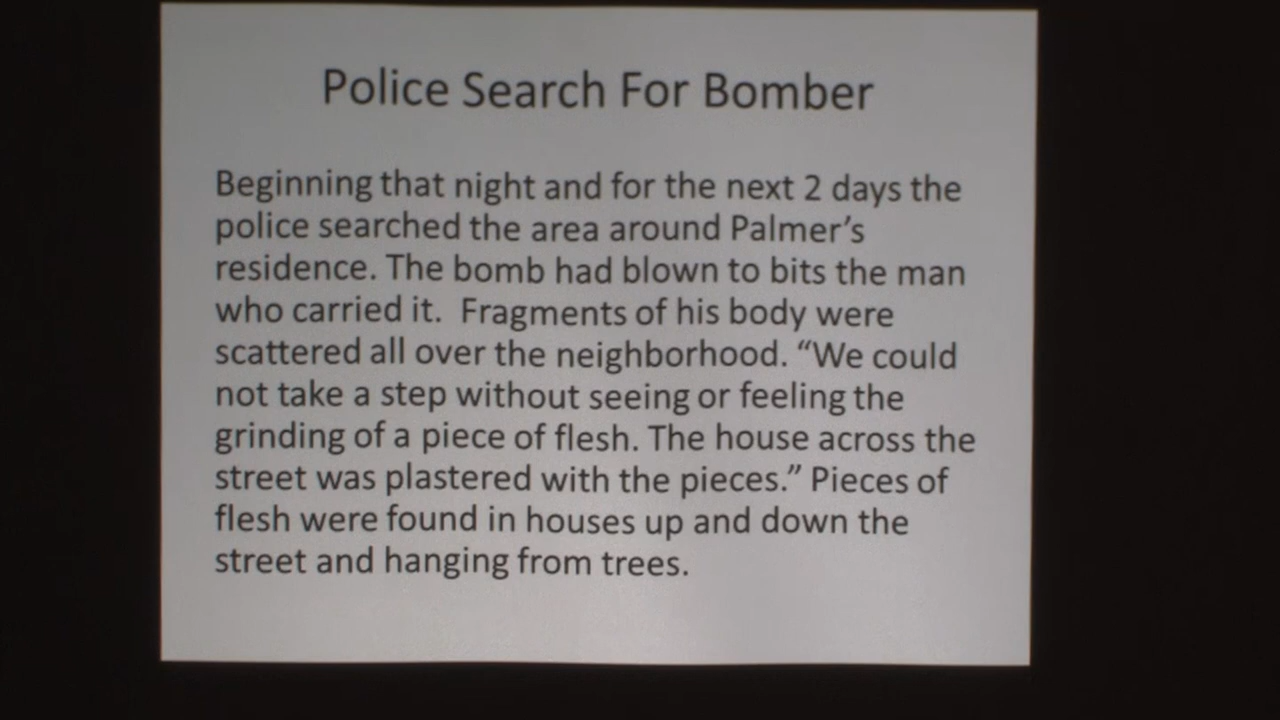 Police Search For Bomber
Beginning that night and for the next 2 days the
police searched the area around Palmer’s
residence. The bomb had blown to bits the man
who carried it.  Fragments of his body were
scattered all over the neighborhood. “We could
not take a step without seeing or feeling the
grinding of a piece of flesh. The house across the
street was plastered with the pieces.” Pieces of
flesh were found in houses up and down the
street and hanging from trees.